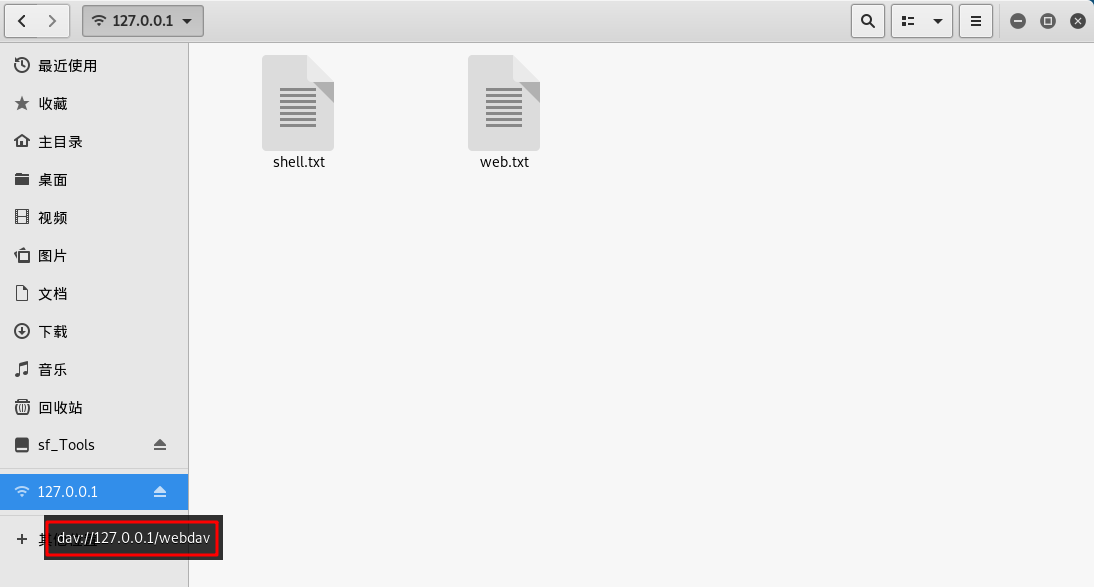 127.0.0.1
最近使用
收藏
主目录
桌面
视频
图片
文档
下载
音乐
回收站
sf_Tools
127.0.0.1
dav://127.0.0.1/webdav
shell.txt
web.txt